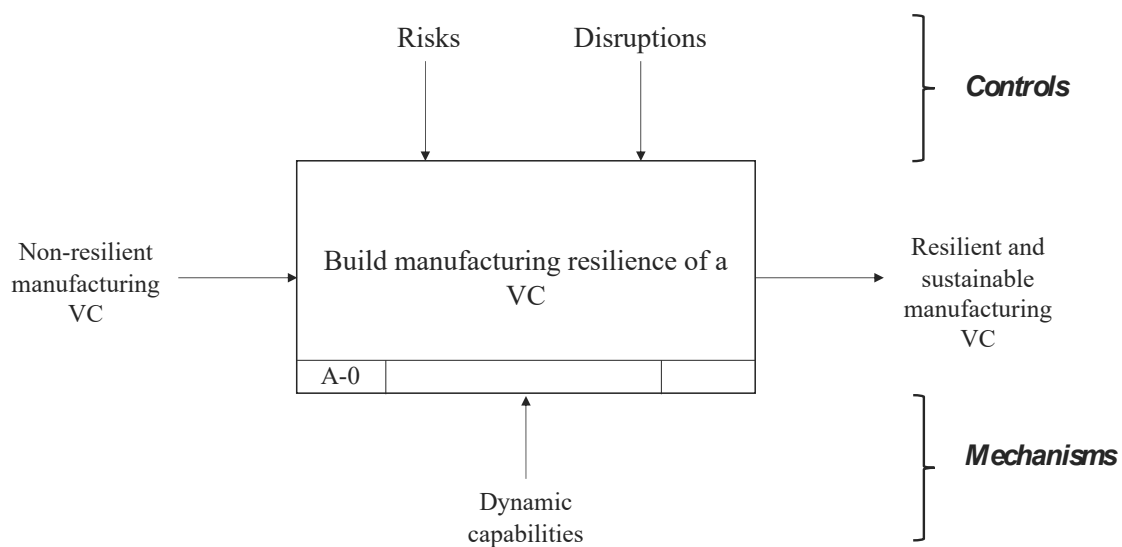 Risks
Disruptions
Controls
Non-resilient
manufacturing
VC
Build manufacturing resilience of a
VC
Resilient and
sustainable
manufacturing
VC
A-0
Mechanisms
Dynamic
capabilities